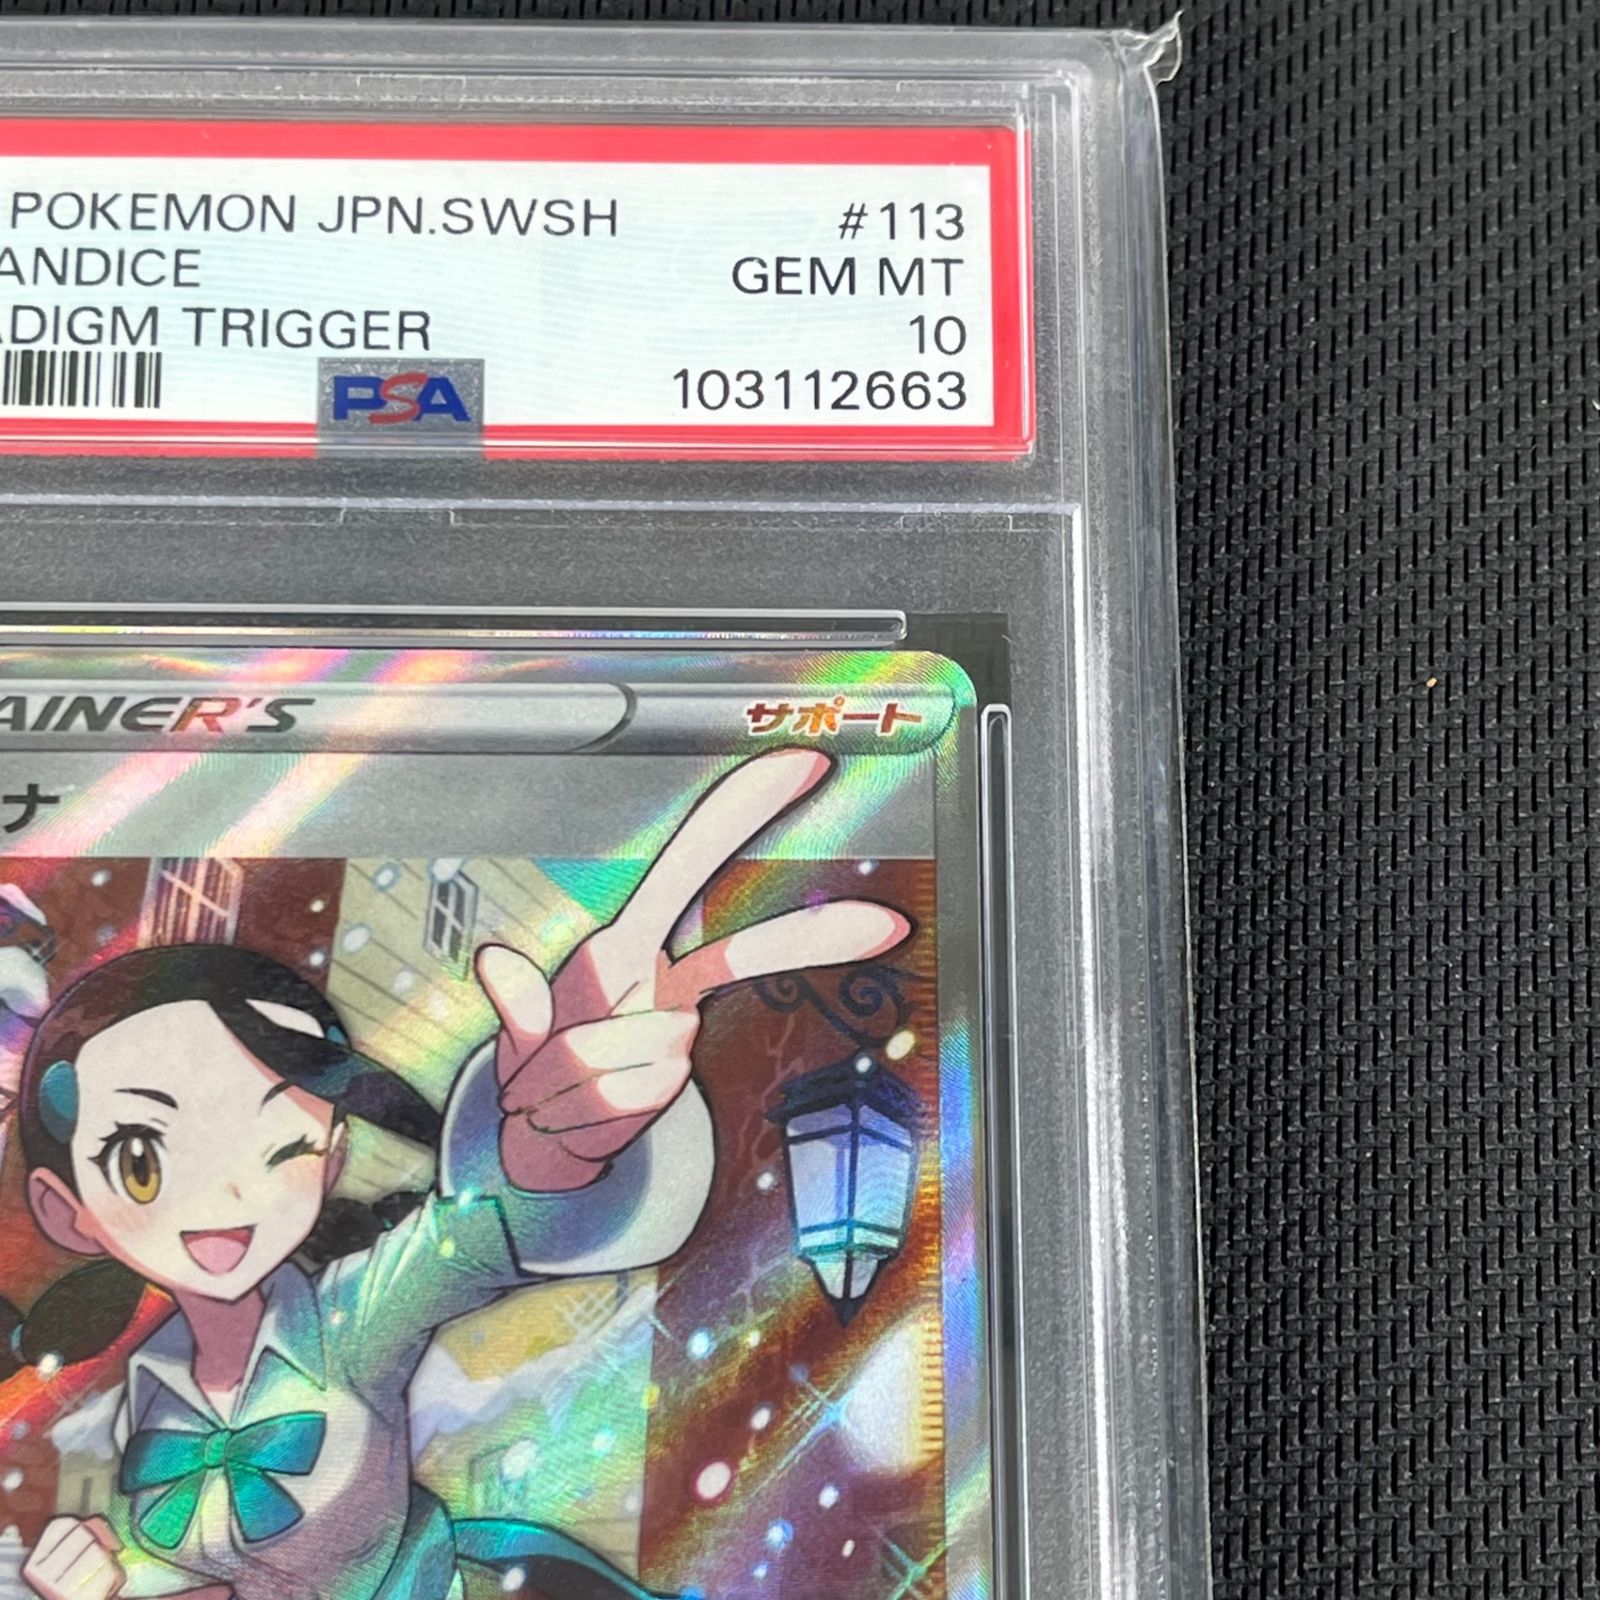 POKEMON JPN.SWSH #113
ANDICE GEM MT
ADIGM TRIGGER 10
PSA 103112663
AINER'S サポート
ナ